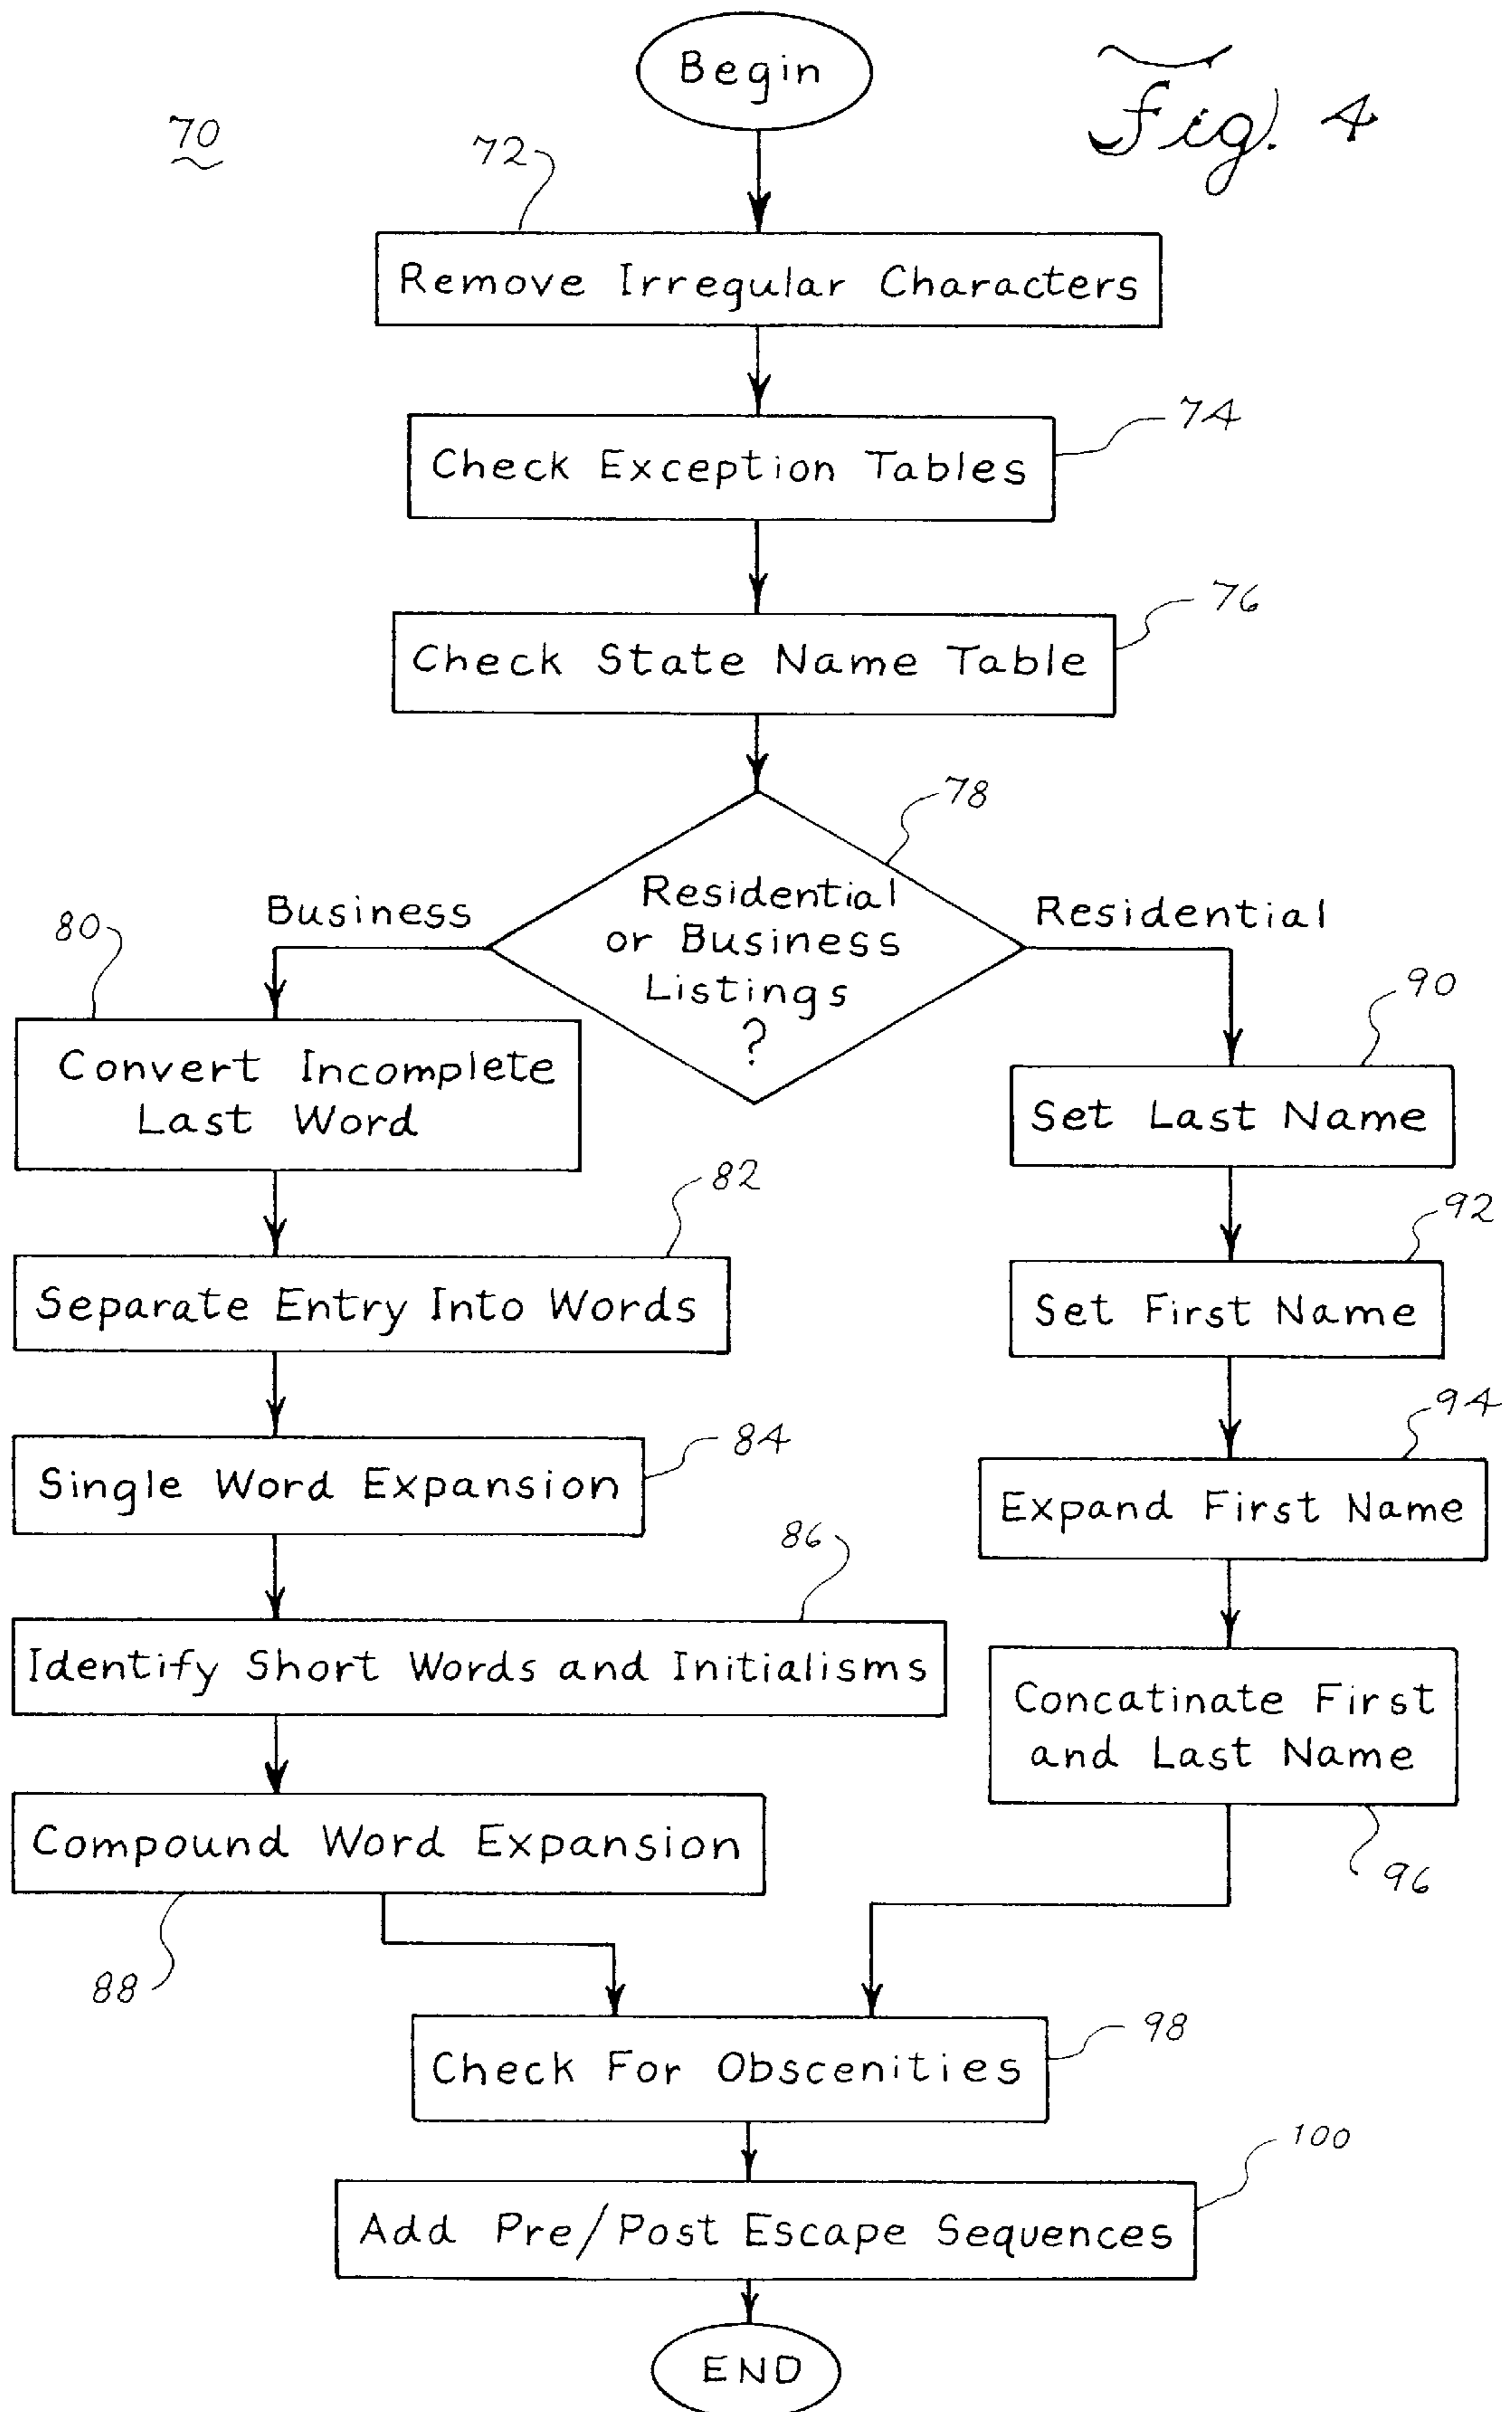 Begin
Fig. 4
70
72
Remove Irregular Characters
74
Check Exception Tables
76
Check State Name Table
78
Residential
or Business
Listings
?
Business
Residential
80
Convert Incomplete
Last Word
82
Separate Entry Into Words
84
Single Word Expansion
86
Identify Short Words and Initialisms
Compound Word Expansion
88
90
Set Last Name
92
Set First Name
94
Expand First Name
Concatinate First
and Last Name
96
98
Check For Obscenities
100
Add Pre/Post Escape Sequences
END